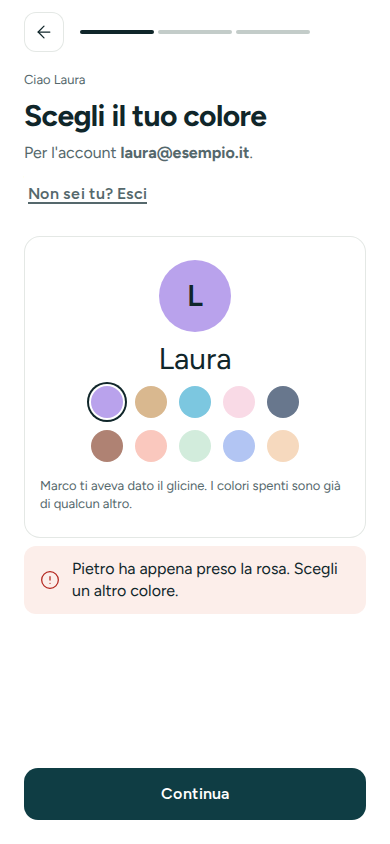 Ciao Laura
Scegli il tuo colore
Per l'account laura@esempio.it.
Non sei tu? Esci
L
Laura
Marco ti aveva dato il glicine. I colori spenti sono già
di qualcun altro.
Pietro ha appena preso la rosa. Scegli
un altro colore.
Continua